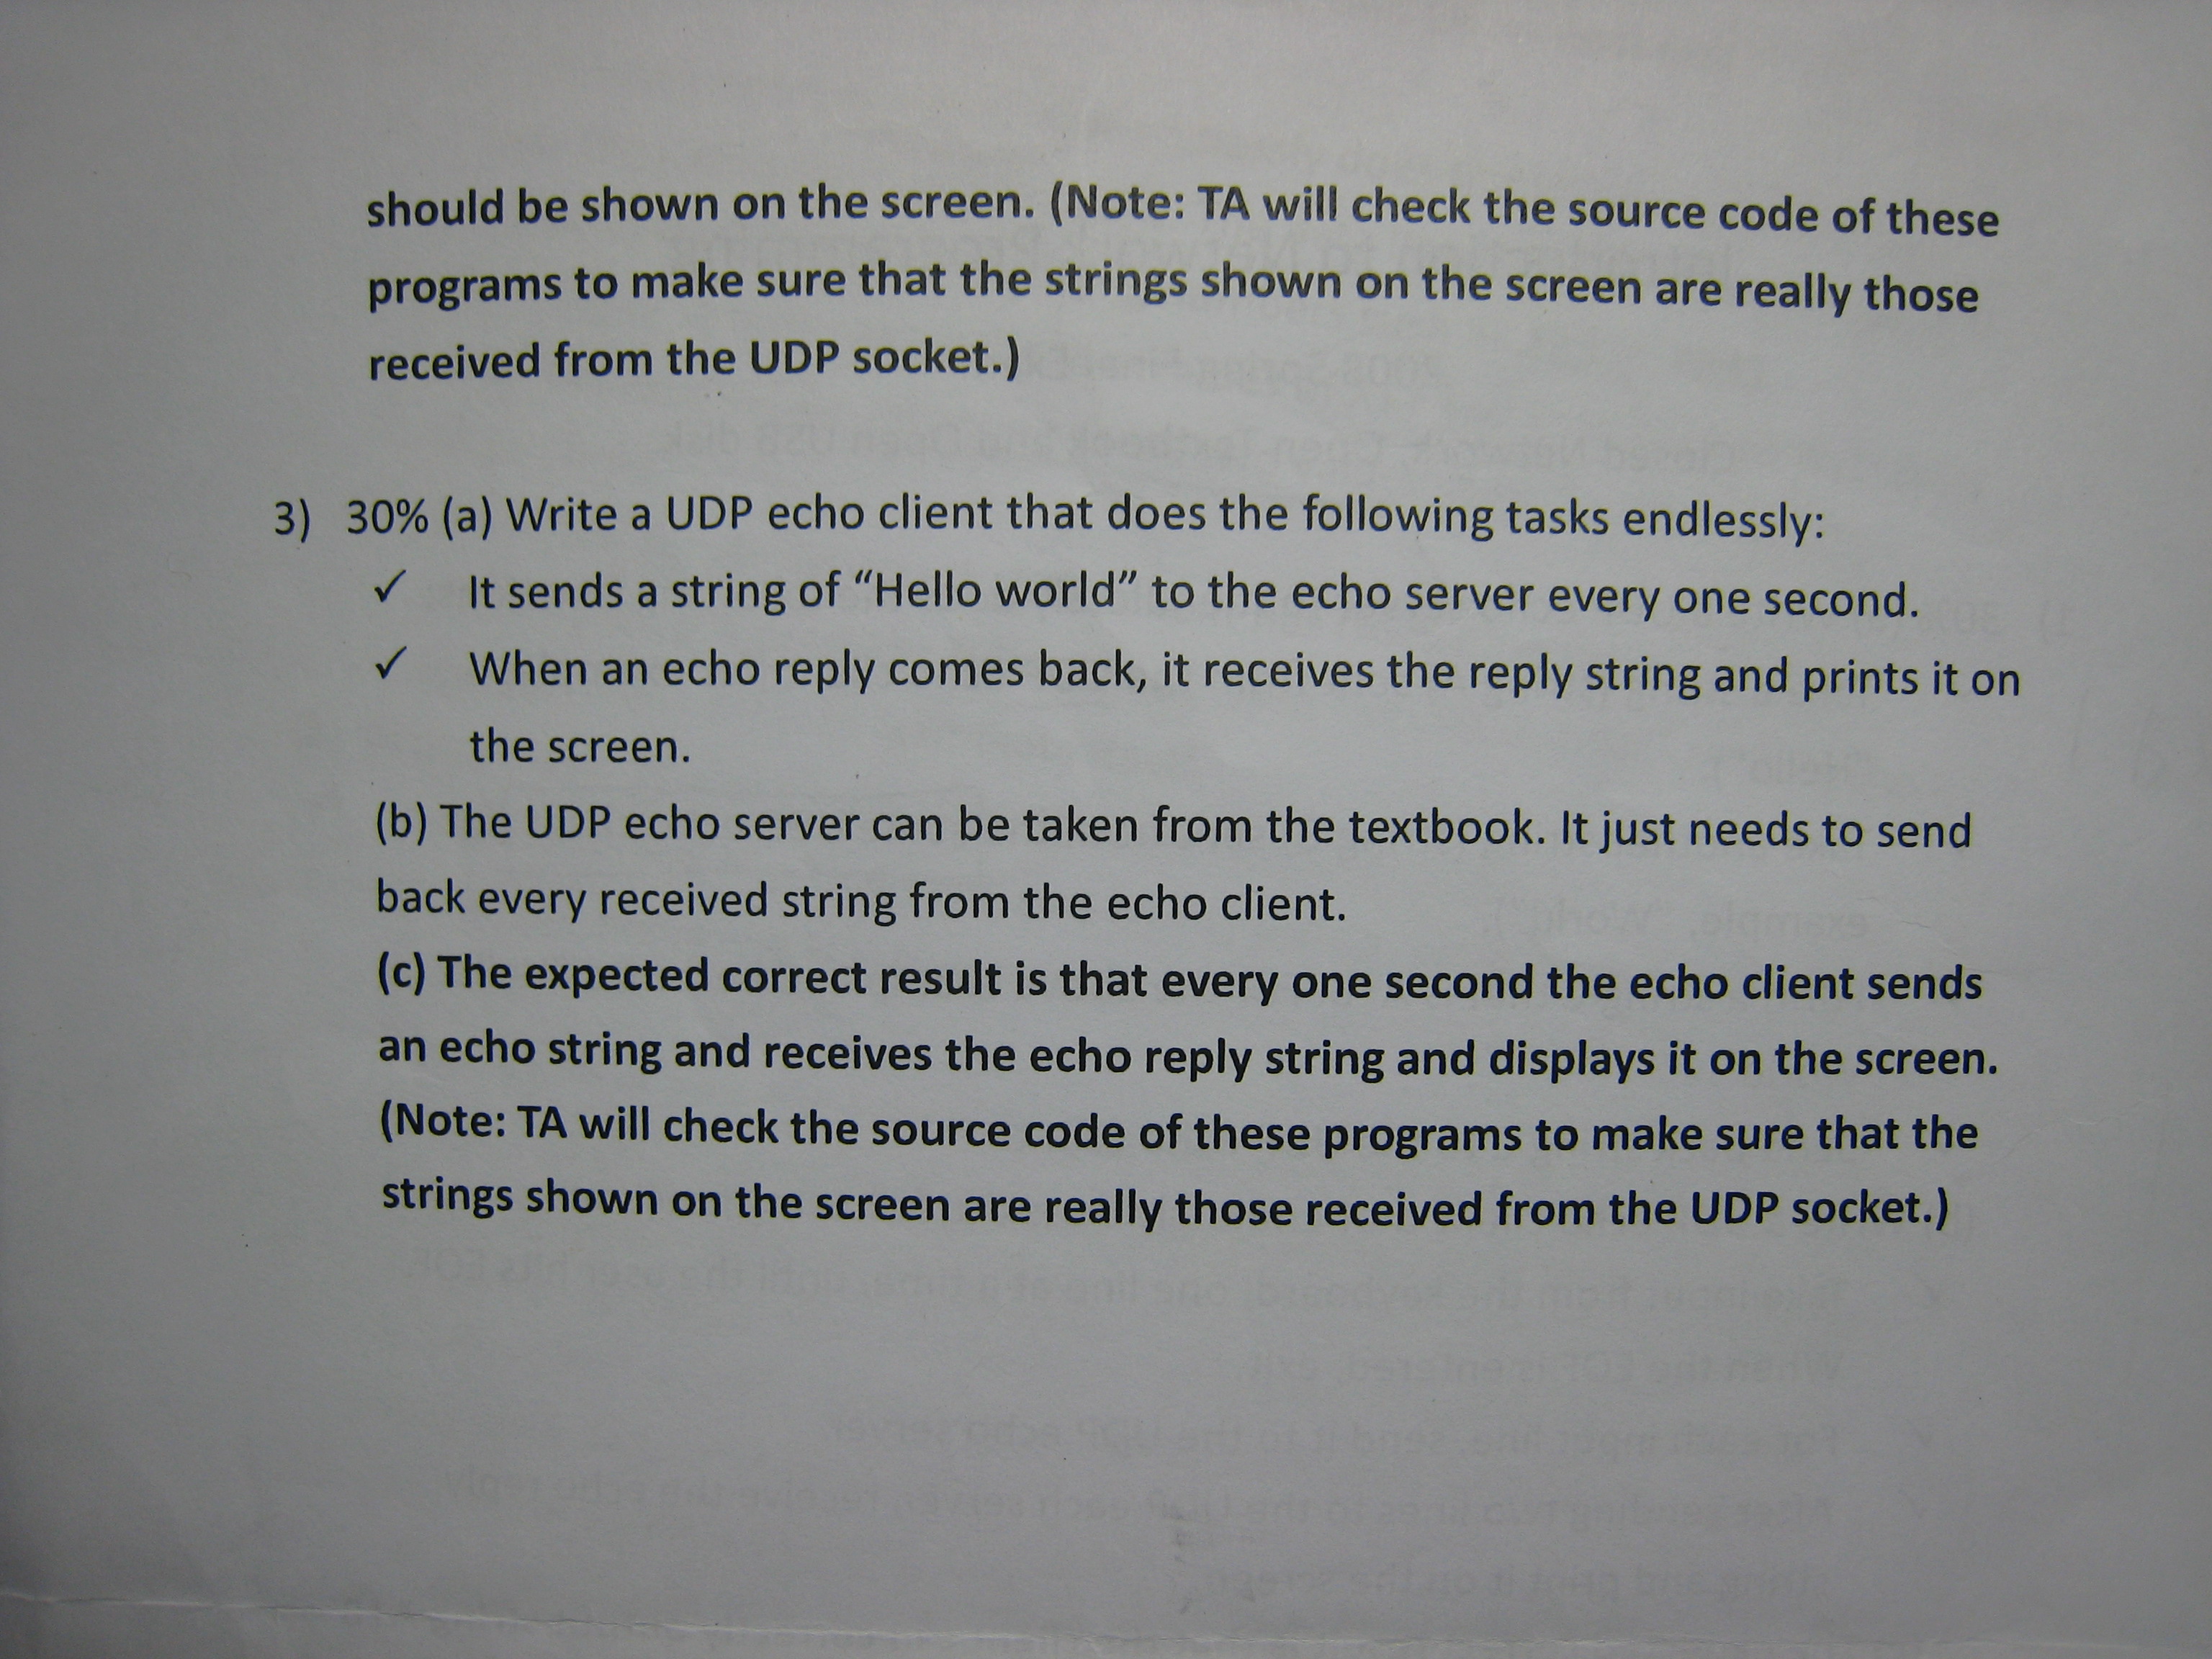 should be shown on the screen. (Note: TA will check the source code of these
programs to make sure that the strings shown on the screen are really those
received from the UDP socket.)
3) 30% (a) Write a UDP echo client that does the following tasks endlessly:
✓ It sends a string of “Hello world” to the echo server every one second.
✓ When an echo reply comes back, it receives the reply string and prints it on
the screen.
(b) The UDP echo server can be taken from the textbook. It just needs to send
back every received string from the echo client.
(c) The expected correct result is that every one second the echo client sends
an echo string and receives the echo reply string and displays it on the screen.
(Note: TA will check the source code of these programs to make sure that the
strings shown on the screen are really those received from the UDP socket.)